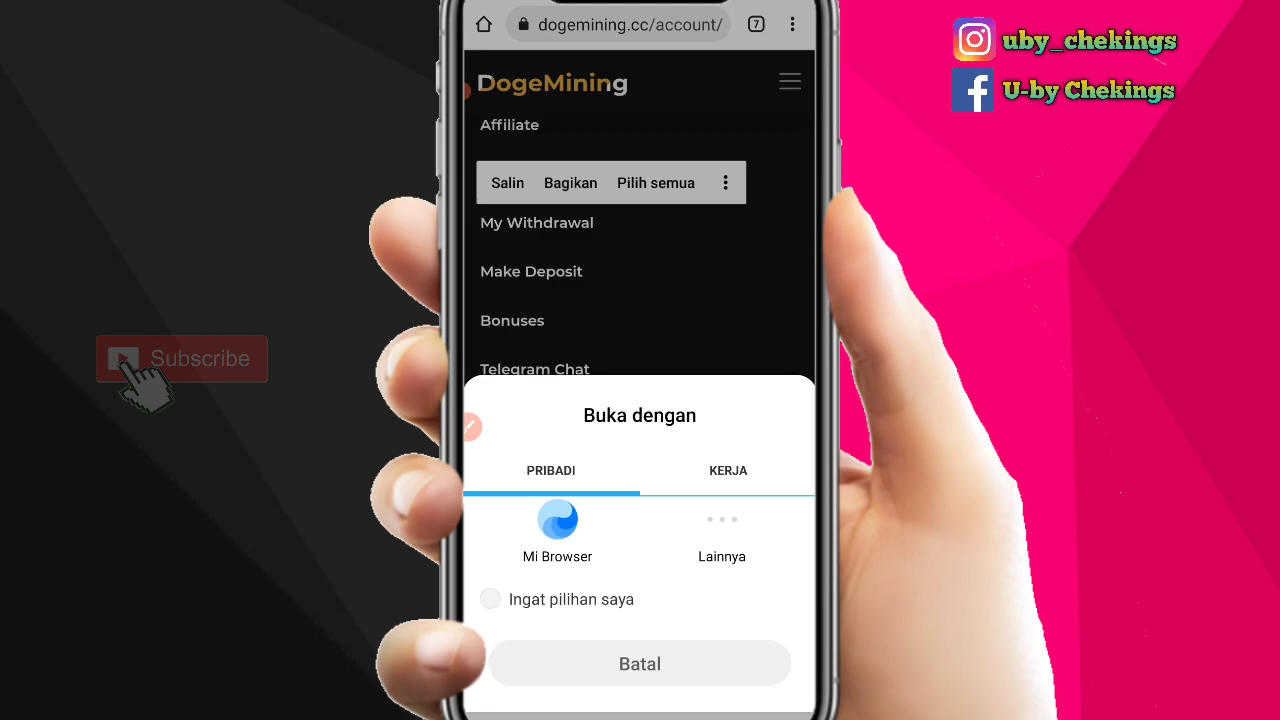 dogemining.cc/account/
7
DogeMining
Affiliate
Salin Bagikan Pilih semua
My Withdrawal
Make Deposit
Bonuses
Telegram Chat
Buka dengan
PRIBADI KERJA
Mi Browser Lainnya
Ingat pilihan saya
Batal
Subscribe
uby_chekings
U-by Chekings